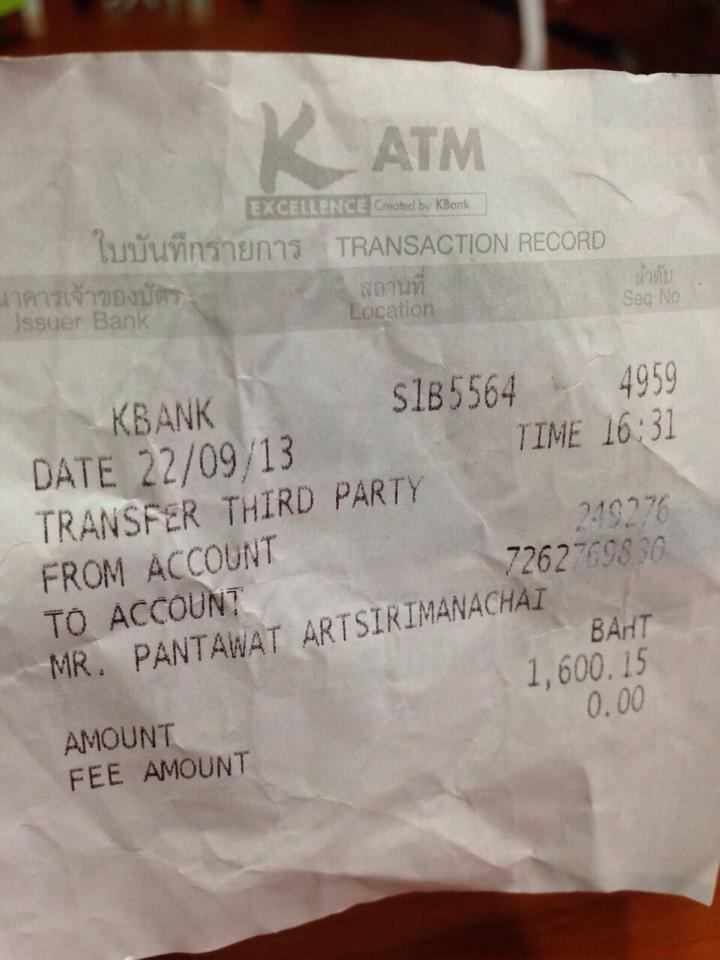 K ATM
EXCELLENCE Created by KBank
ใบบันทึกรายการ TRANSACTION RECORD
นาคารเจ้าของบัตร สถานที่ ลำดับ
Issuer Bank Location Seq No.
KBANK S1B5564 4959
DATE 22/09/13 TIME 16:31
TRANSFER THIRD PARTY
FROM ACCOUNT 249276
TO ACCOUNT 7262769830
MR. PANTAWAT ARTSIRIMANACHAI
BAHT
AMOUNT 1,600.15
FEE AMOUNT 0.00